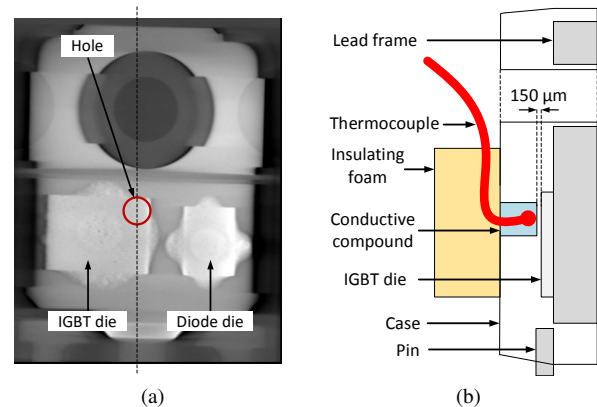 Hole
IGBT die
Diode die
(a)
Lead frame
150 µm
Thermocouple
Insulating
foam
Conductive
compound
IGBT die
Case
Pin
(b)